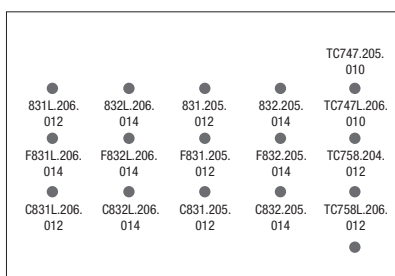 TC747.205.
010
831L.206.
012
832L.206.
014
831.205.
012
832.205.
014
TC747L.206.
010
F831L.206.
014
F832L.206.
014
F831.205.
012
F832.205.
014
TC758.204.
012
C831L.206.
012
C832L.206.
014
C831.205.
012
C832.205.
014
TC758L.206.
012